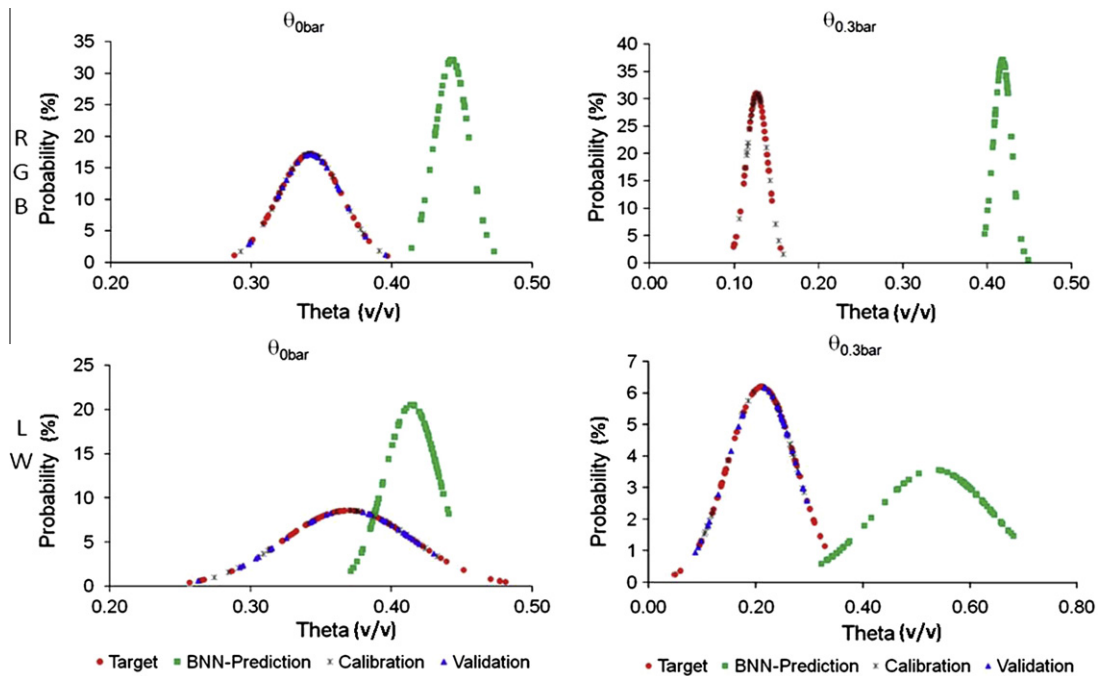 θ0bar
θ0.3bar
R
G
B
Probability (%)
35
30
25
20
15
10
5
0
0.20
0.30
0.40
0.50
Theta (v/v)
Probability (%)
40
35
30
25
20
15
10
5
0
0.00
0.10
0.20
0.30
0.40
0.50
Theta (v/v)
θ0bar
θ0.3bar
L
W
Probability (%)
25
20
15
10
5
0
0.20
0.30
0.40
0.50
Theta (v/v)
Probability (%)
7
6
5
4
3
2
1
0
0.00
0.20
0.40
0.60
0.80
Theta (v/v)
Target BNN-Prediction Calibration Validation
Target BNN-Prediction Calibration Validation